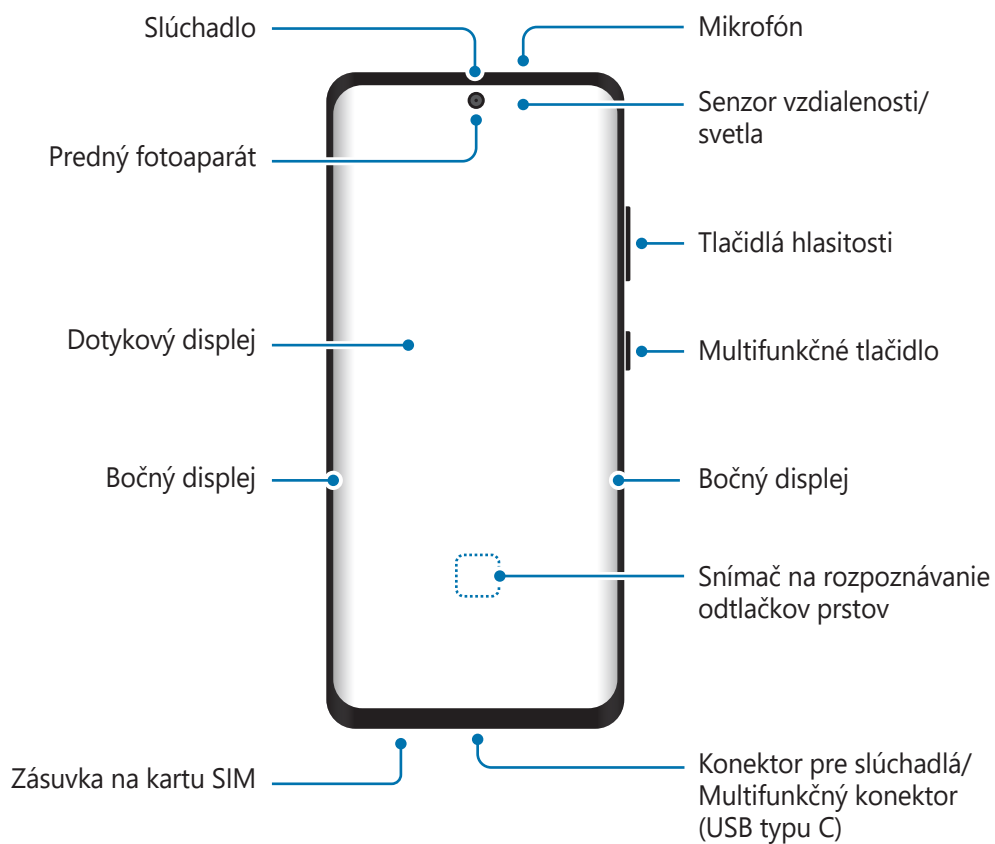 Slúchadlo
Predný fotoaparát
Dotykový displej
Bočný displej
Zásuvka na kartu SIM
Mikrofón
Senzor vzdialenosti/
svetla
Tlačidlá hlasitosti
Multifunkčné tlačidlo
Bočný displej
Snímač na rozpoznávanie
odtlačkov prstov
Konektor pre slúchadlá/
Multifunkčný konektor
(USB typu C)